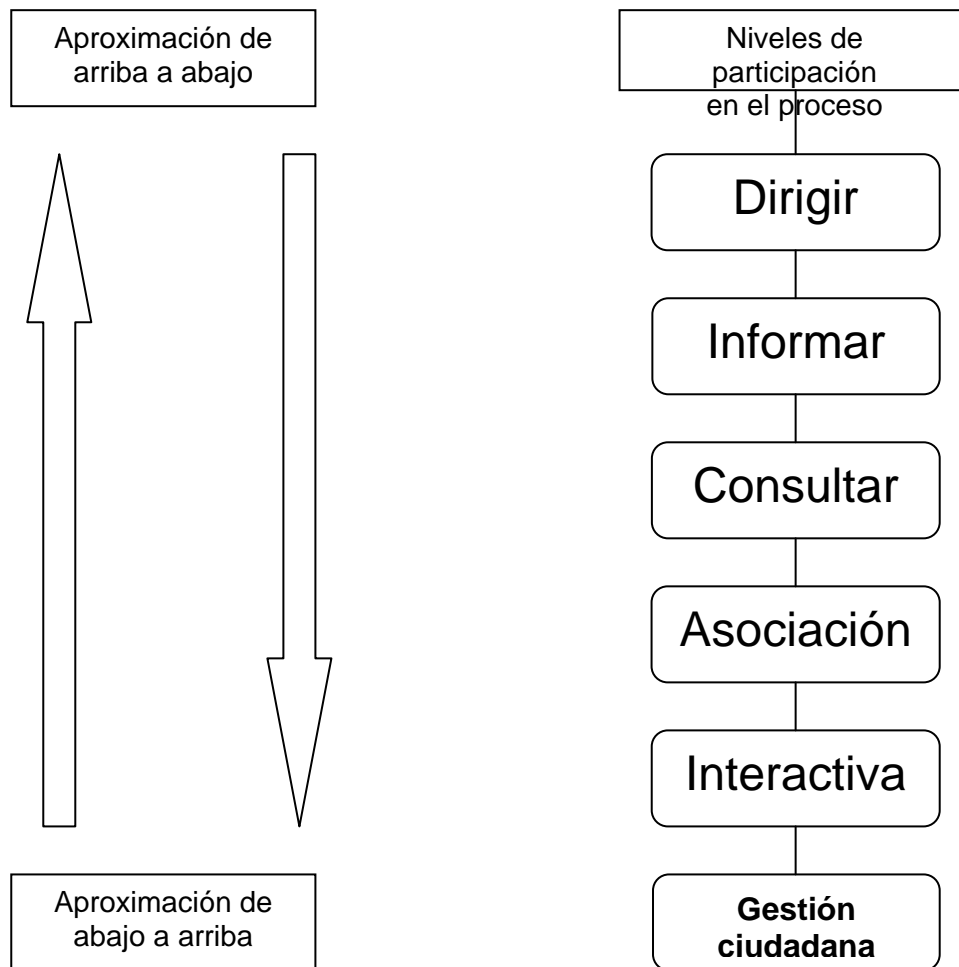 Aproximación de
arriba a abajo
Niveles de
participación
en el proceso
Dirigir
Informar
Consultar
Asociación
Interactiva
Aproximación de
abajo a arriba
Gestión
ciudadana